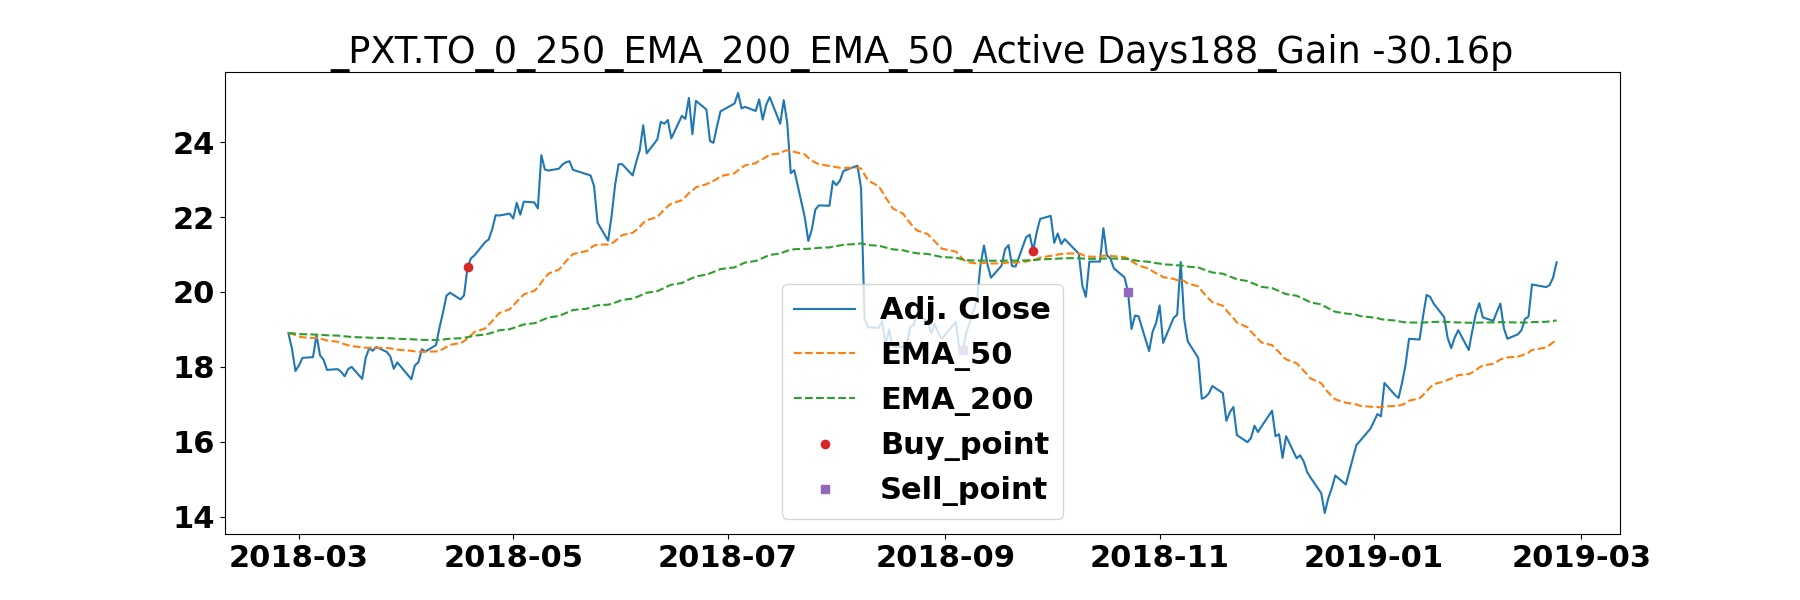 _PXT.TO_0_250_EMA_200_EMA_50_Active Days188_Gain -30.16p
24
22
20
18
16
14
Adj. Close
EMA_50
EMA_200
Buy_point
Sell_point
2018-03 2018-05 2018-07 2018-09 2018-11 2019-01 2019-03